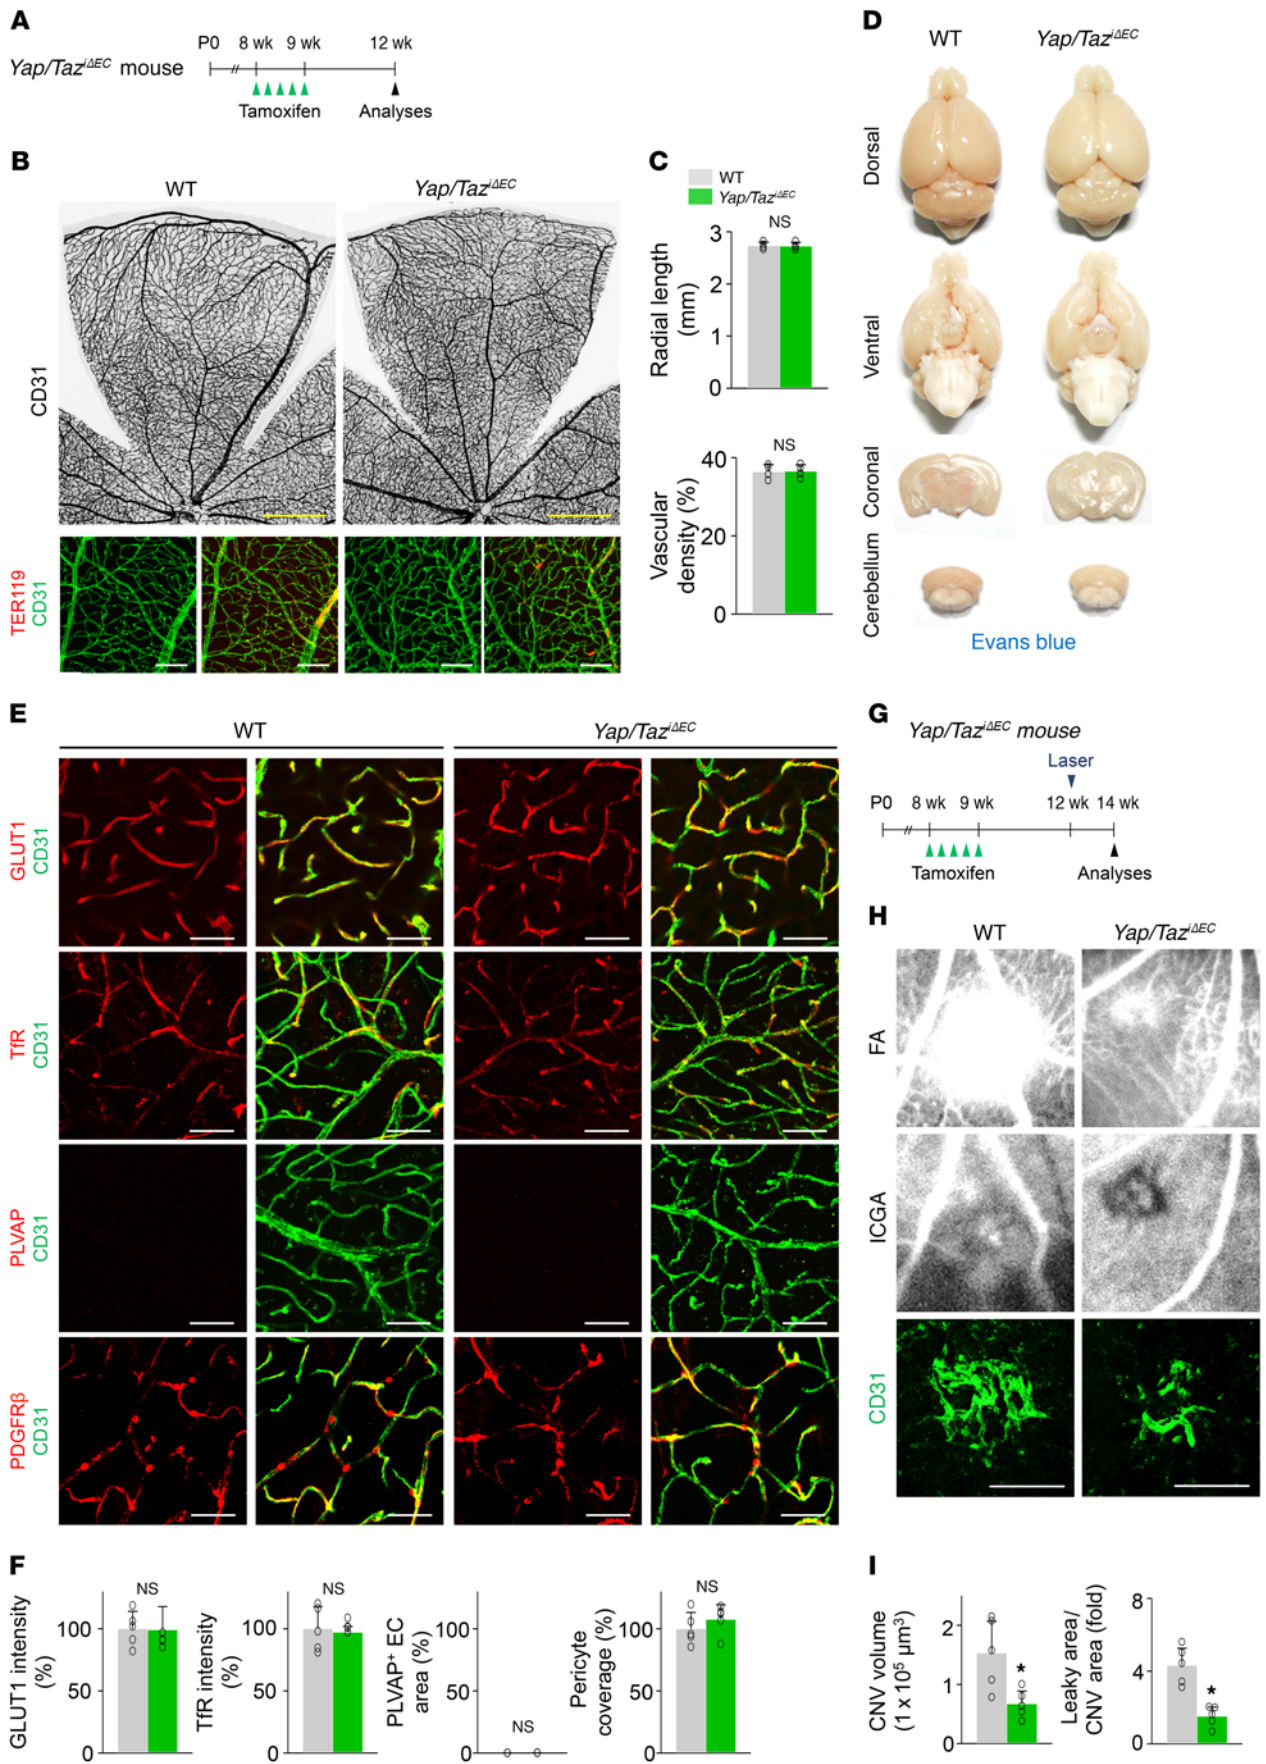 A
P0 8 wk 9 wk 12 wk
Yap/Taz^iΔEC mouse
Tamoxifen Analyses
B
WT Yap/Taz^iΔEC
CD31
TER119
CD31
C
WT
Yap/Taz^iΔEC
NS
Radial length
(mm)
3
2
1
0
NS
Vascular
density (%)
40
20
0
D
WT Yap/Taz^iΔEC
Dorsal
Ventral
Coronal
Cerebellum
Evans blue
E
WT Yap/Taz^iΔEC
GLUT1
CD31
TfR
CD31
PLVAP
CD31
PDGFRβ
CD31
F
GLUT1 intensity
(%)
NS
100
50
0
TfR intensity
(%)
NS
100
50
0
PLVAP⁺ EC
area (%)
NS
100
50
0
Pericyte
coverage (%)
NS
100
50
0
G
Yap/Taz^iΔEC mouse
Laser
P0 8 wk 9 wk 12 wk 14 wk
Tamoxifen Analyses
H
WT Yap/Taz^iΔEC
FA
ICGA
CD31
I
CNV volume
(1 x 10⁵ μm³)
2
1
0
*
Leaky area/
CNV area (fold)
8
4
0
*